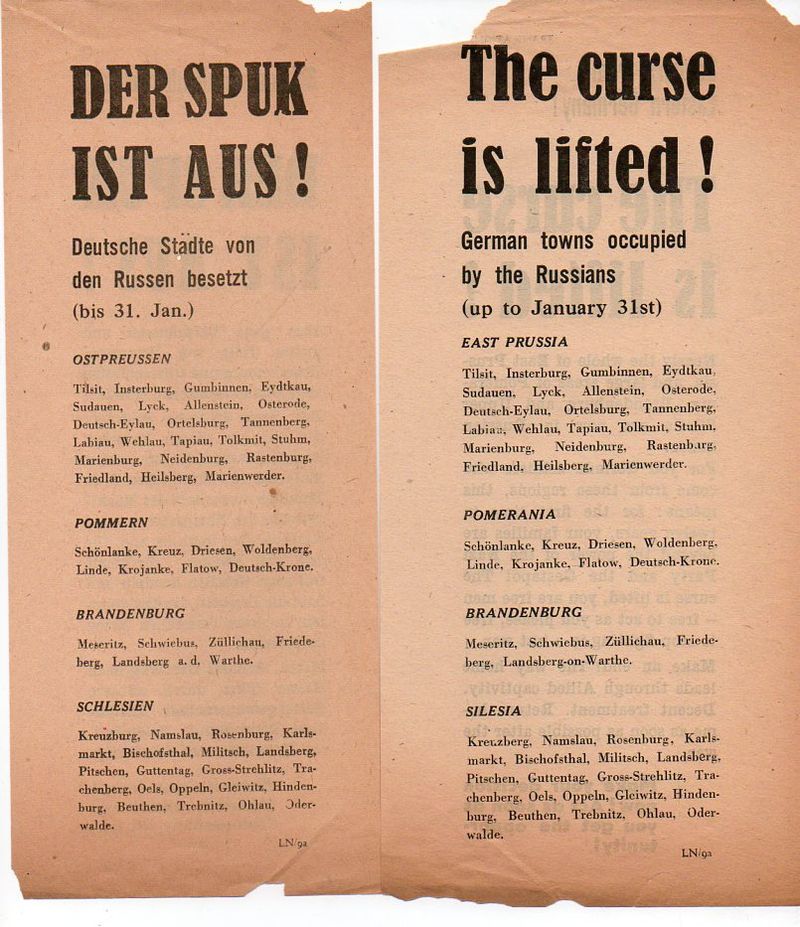 DER SPUK
IST AUS!
Deutsche Städte von
den Russen besetzt
(bis 31. Jan.)
OSTPREUSSEN
Tilsit, Insterburg, Gumbinnen, Eydtkau,
Sudauen, Lyck, Allenstein, Osterode,
Deutsch-Eylau, Ortelsburg, Tannenberg,
Labiau, Wehlau, Tapiau, Tolkmit, Stuhm,
Marienburg, Neidenburg, Rastenburg,
Friedland, Heilsberg, Marienwerder.
POMMERN
Schönlanke, Kreuz, Driesen, Woldenberg,
Linde, Krojanke, Flatow, Deutsch-Krone.
BRANDENBURG
Meseritz, Schwiebus, Züllichau, Friede-
berg, Landsberg a. d. Warthe.
SCHLESIEN
Kreuzburg, Namslau, Rosenburg, Karls-
markt, Bischofsthal, Militsch, Landsberg,
Pitschen, Guttentag, Gross-Strehlitz, Tra-
chenberg, Oels, Oppeln, Gleiwitz, Hinden-
burg, Beuthen, Trebnitz, Ohlau, Oder-
walde.
LN/9a
The curse
is lifted!
German towns occupied
by the Russians
(up to January 31st)
EAST PRUSSIA
Tilsit, Insterburg, Gumbinnen, Eydtkau,
Sudauen, Lyck, Allenstein, Osterode,
Deutsch-Eylau, Ortelsburg, Tannenberg,
Labiau, Wehlau, Tapiau, Tolkmit, Stuhm,
Marienburg, Neidenburg, Rastenburg,
Friedland, Heilsberg, Marienwerder.
POMERANIA
Schönlanke, Kreuz, Driesen, Woldenberg,
Linde, Krojanke, Flatow, Deutsch-Krone.
BRANDENBURG
Meseritz, Schwiebus, Züllichau, Friede-
berg, Landsberg-on-Warthe.
SILESIA
Kreuzberg, Namslau, Rosenburg, Karls-
markt, Bischofsthal, Militsch, Landsberg,
Pitschen, Guttentag, Gross-Strehlitz, Tra-
chenberg, Oels, Oppeln, Gleiwitz, Hinden-
burg, Beuthen, Trebnitz, Ohlau, Oder-
walde.
LN/9a